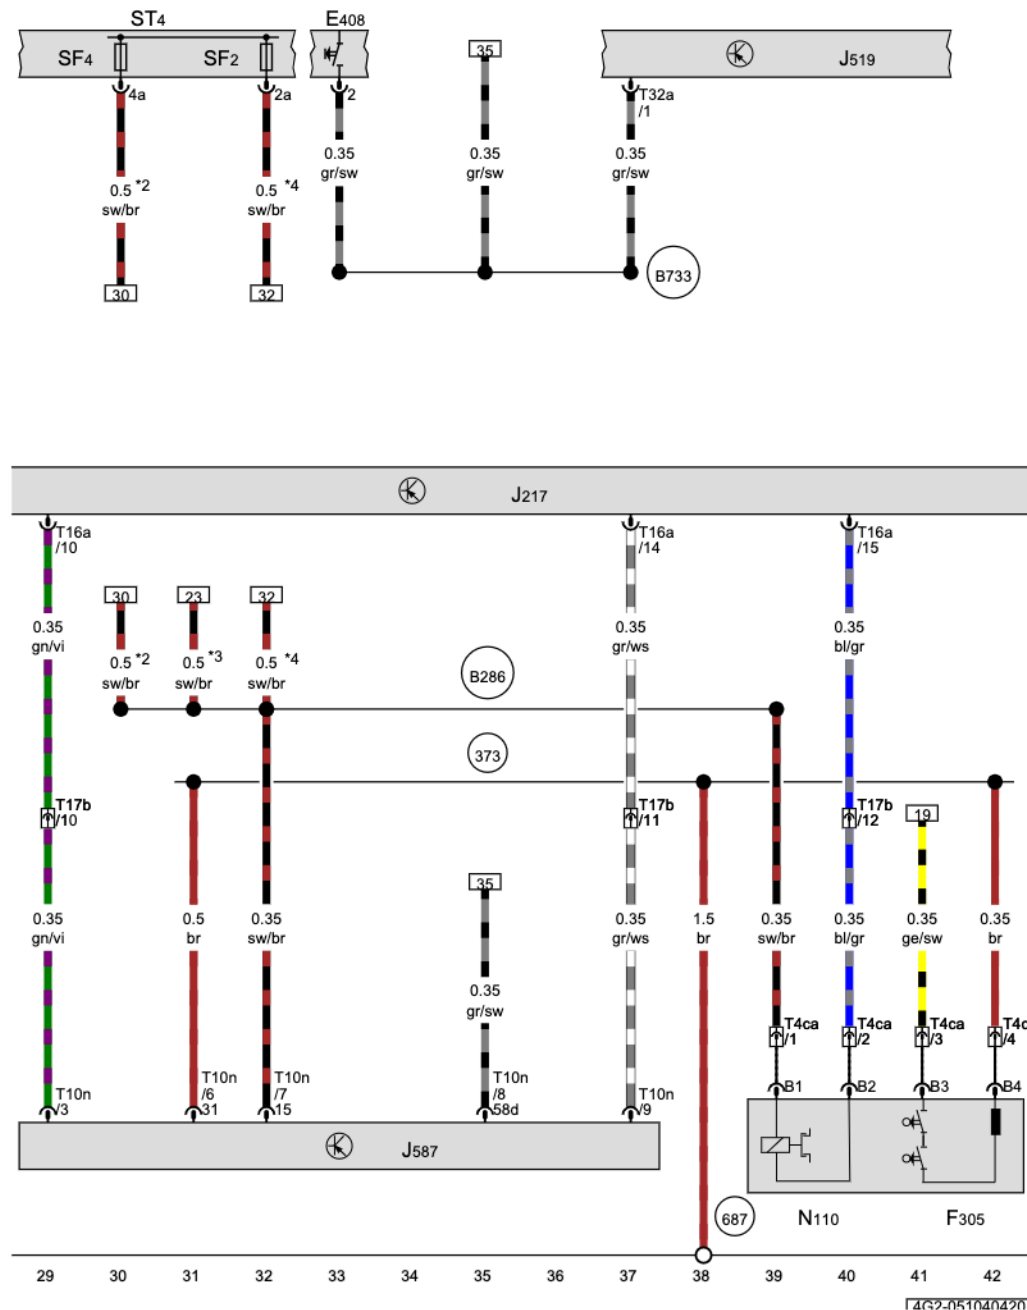 ST4 E408
SF4 SF2 35 J519
4a 2a 2 T32a
/1
0.35 0.35 0.35
gr/sw gr/sw gr/sw
0.5 *2 0.5 *4
sw/br sw/br
B733
30 32
J217
T16a T16a T16a
/10 /14 /15
30 23 32
0.35 0.35 0.35
gn/vi gr/ws bl/gr
0.5 *2 0.5 *3 0.5 *4
sw/br sw/br sw/br
B286
373
T17b T17b T17b
/10 /11 /12
19
35
0.35 0.5 0.35 0.35 1.5 0.35 0.35 0.35 0.35
gn/vi br sw/br gr/ws br sw/br bl/gr ge/sw br
0.35
gr/sw
T4ca T4ca T4ca T4c
/1 /2 /3 /4
T10n T10n T10n T10n T10n
/3 /6 /7 /8 /9
31 15 58d
B1 B2 B3 B4
J587
687 N110 F305
29 30 31 32 33 34 35 36 37 38 39 40 41 42
4G2-051040420